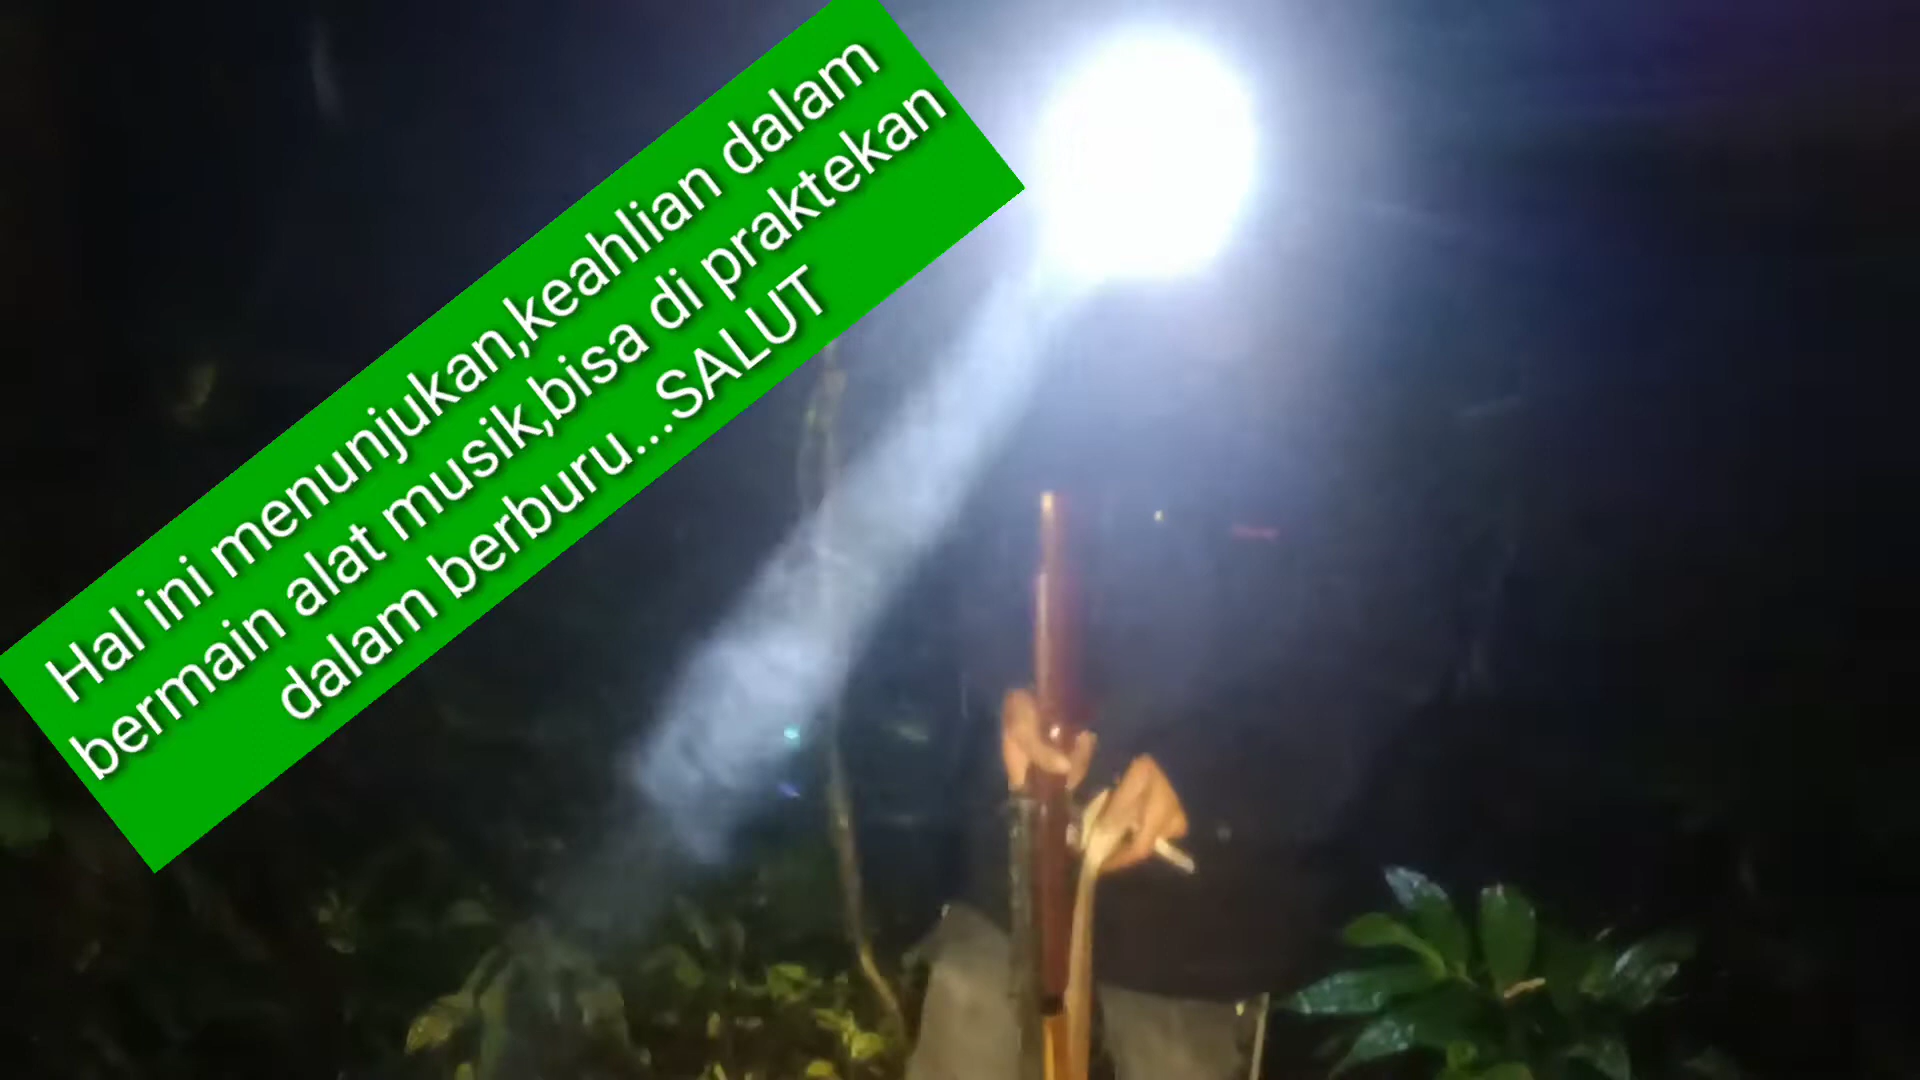 Hal ini menunjukan,keahlian dalam
bermain alat musik,bisa di praktekan
dalam berburu...SALUT